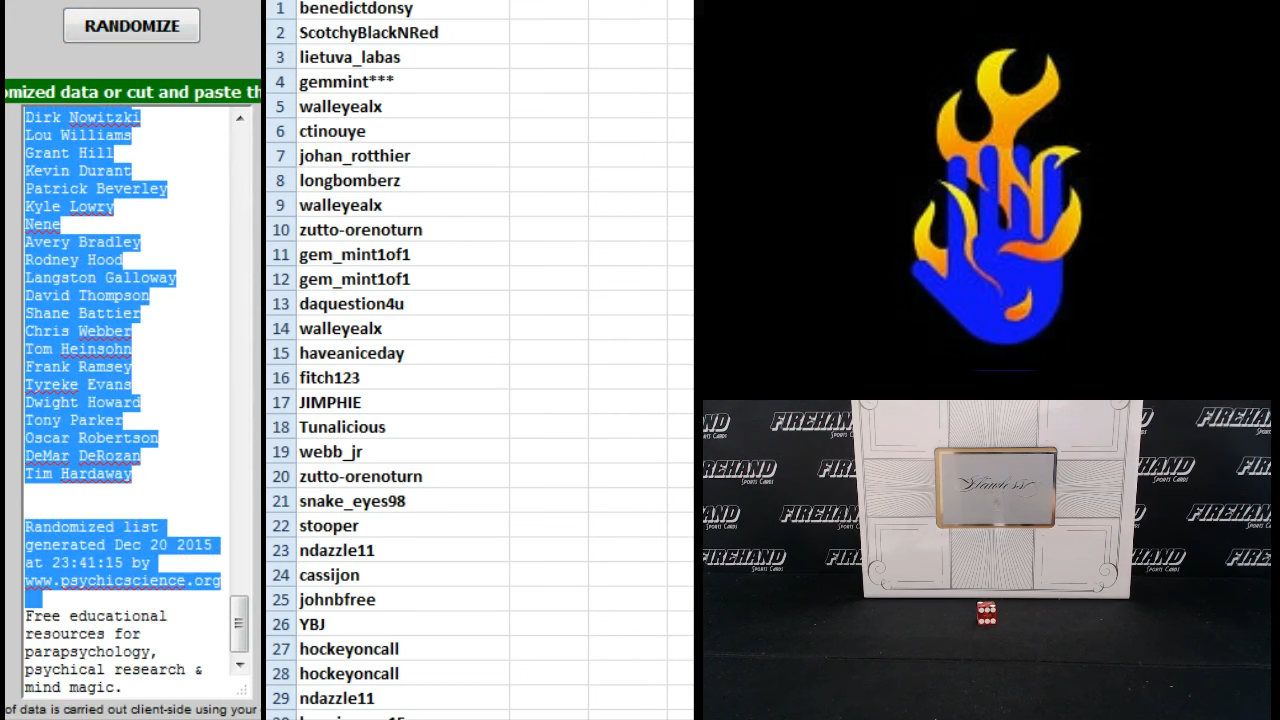 RANDOMIZE
omized data or cut and paste th
Dirk Nowitzki
Lou Williams
Grant Hill
Kevin Durant
Patrick Beverley
Kyle Lowry
Nene
Avery Bradley
Rodney Hood
Langston Galloway
David Thompson
Shane Battier
Chris Webber
Tom Heinsohn
Frank Ramsey
Tyreke Evans
Dwight Howard
Tony Parker
Oscar Robertson
DeMar DeRozan
Tim Hardaway
Randomized list
generated Dec 20 2015
at 23:41:15 by
www.psychicscience.org
Free educational
resources for
parapsychology,
psychical research &
mind magic.
of data is carried out client-side using your
1 benedictdonsy
2 ScotchyBlackNRed
3 lietuva_labas
4 gemmint***
5 walleyealx
6 ctinouye
7 johan_rotthier
8 longbomberz
9 walleyealx
10 zutto-orenoturn
11 gem_mint1of1
12 gem_mint1of1
13 daquestion4u
14 walleyealx
15 haveaniceday
16 fitch123
17 JIMPHIE
18 Tunalicious
19 webb_jr
20 zutto-orenoturn
21 snake_eyes98
22 stooper
23 ndazzle11
24 cassijon
25 johnbfree
26 YBJ
27 hockeyoncall
28 hockeyoncall
29 ndazzle11
Flawless
FIREHAND
SPORTS CARDS